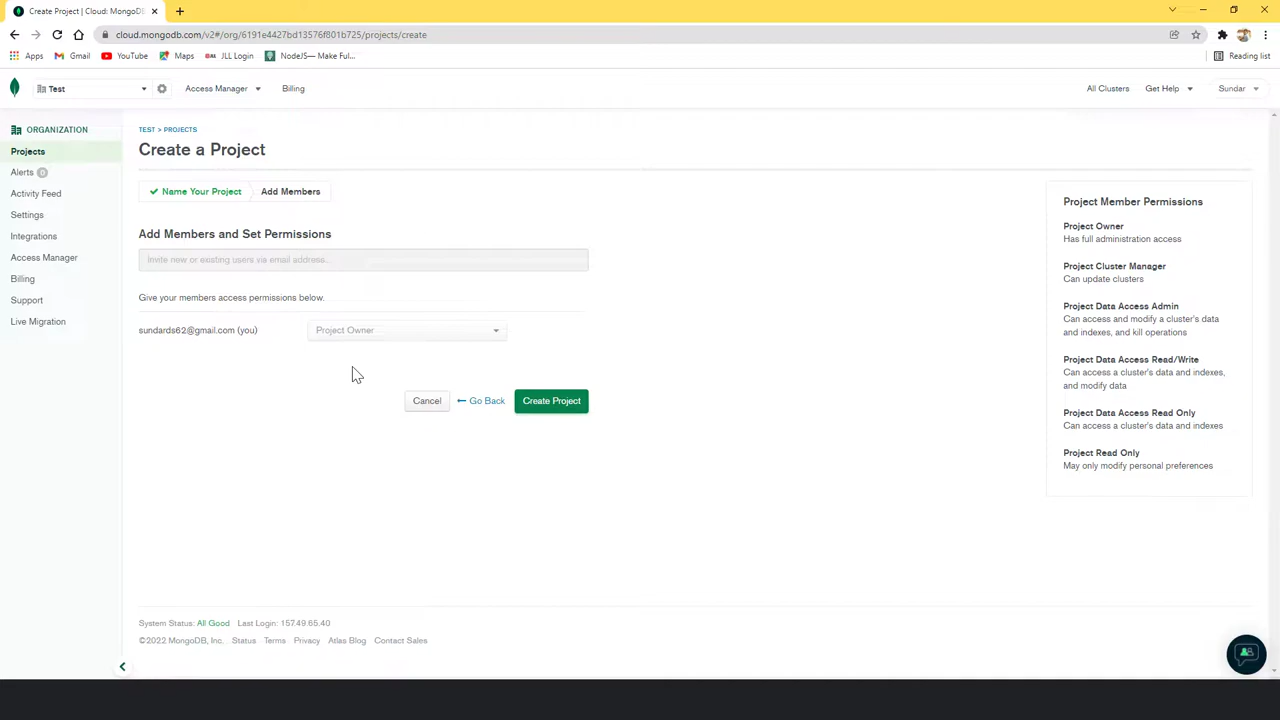 Create Project | Cloud: MongoDB
cloud.mongodb.com/v2#/org/6191e4427bd13576f801b725/projects/create
Apps Gmail YouTube Maps JLL Login NodeJS— Make Ful... Reading list
Test Access Manager Billing All Clusters Get Help Sundar
ORGANIZATION
Projects
Alerts 0
Activity Feed
Settings
Integrations
Access Manager
Billing
Support
Live Migration
TEST > PROJECTS
Create a Project
Name Your Project Add Members
Add Members and Set Permissions
Invite new or existing users via email address...
Give your members access permissions below.
sundards62@gmail.com (you) Project Owner
Cancel Go Back Create Project
Project Member Permissions
Project Owner
Has full administration access
Project Cluster Manager
Can update clusters
Project Data Access Admin
Can access and modify a cluster's data
and indexes, and kill operations
Project Data Access Read/Write
Can access a cluster's data and indexes,
and modify data
Project Data Access Read Only
Can access a cluster's data and indexes
Project Read Only
May only modify personal preferences
System Status: All Good Last Login: 157.49.65.40
©2022 MongoDB, Inc. Status Terms Privacy Atlas Blog Contact Sales